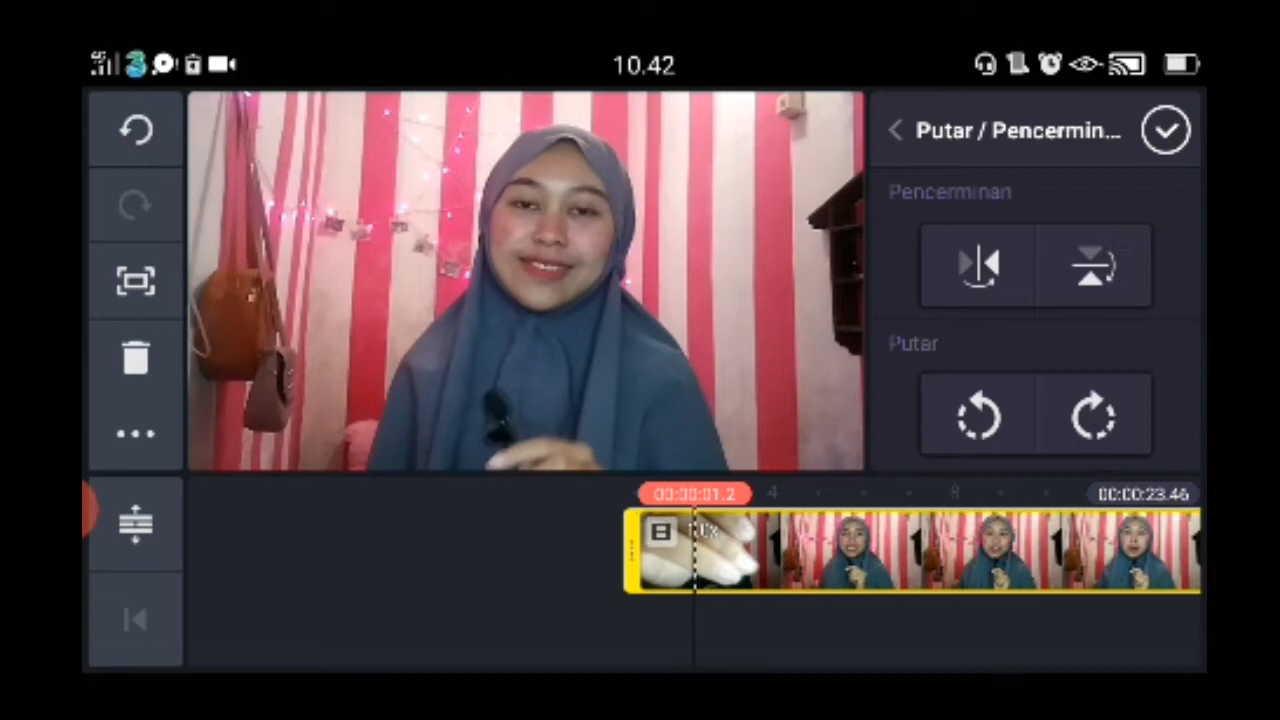 10.42
Putar / Pencermin...
Pencerminan
Putar
00:00:01.2
4
8
00:00:23.46